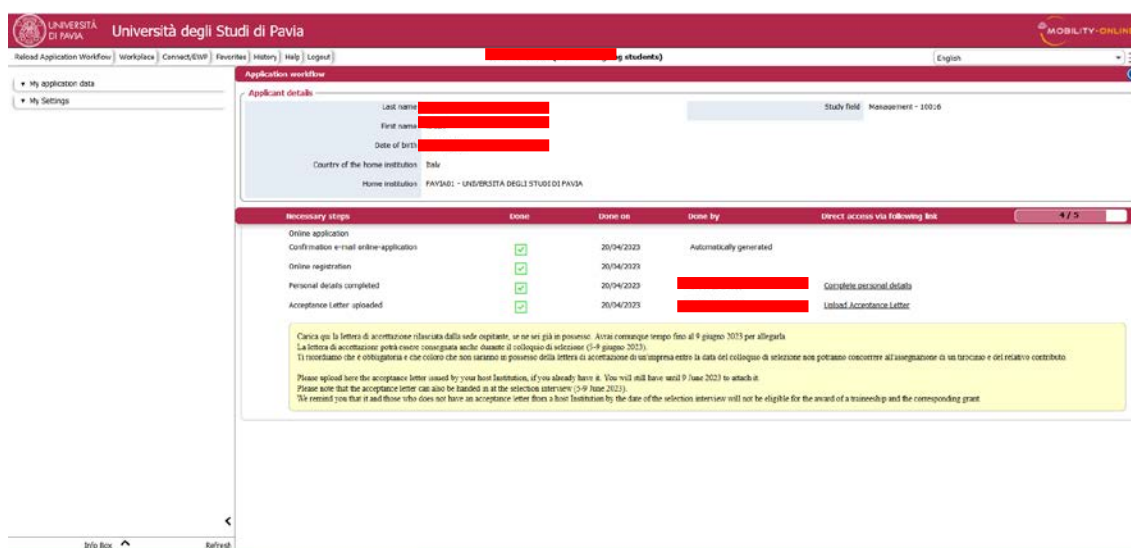 UNIVERSITÀ
DI PAVIA
Università degli Studi di Pavia
MOBILITY-ONLINE
Reload Application Workflow Workplace Connect/EWP Favorites History Help Logout
g students)
English
My application data
My Settings
Application workflow
Applicant details
Last name
Study field Management - 10016
First name
Date of birth
Country of the home institution Italy
Home institution PAVIA01 - UNIVERSITÀ DEGLI STUDI DI PAVIA
Necessary steps Done Done on Done by Direct access via following link 4 / 5
Online application
Confirmation e-mail online-application 20/04/2023 Automatically generated
Online registration 20/04/2023
Personal details completed 20/04/2023 Complete personal details
Acceptance Letter uploaded 20/04/2023 Upload Acceptance Letter
Carica qui la lettera di accettazione rilasciata dalla sede ospitante, se ne sei già in possesso. Avrai comunque tempo fino al 9 giugno 2023 per allegarla
La lettera di accettazione potrà essere consegnata anche durante il colloquio di selezione (5-9 giugno 2023).
Ti ricordiamo che è obbligatoria e che coloro che non saranno in possesso della lettera di accettazione di un'impresa entro la data del colloquio di selezione non potranno concorrere all'assegnazione di un tirocinio e del relativo contributo.
Please upload here the acceptance letter issued by your host Institution, if you already have it. You will still have until 9 June 2023 to attach it.
Please note that the acceptance letter can also be handed in at the selection interview (5-9 June 2023).
We remind you that it and those who does not have an acceptance letter from a host Institution by the date of the selection interview will not be eligible for the award of a traineeship and the corresponding grant
Info Box Refresh